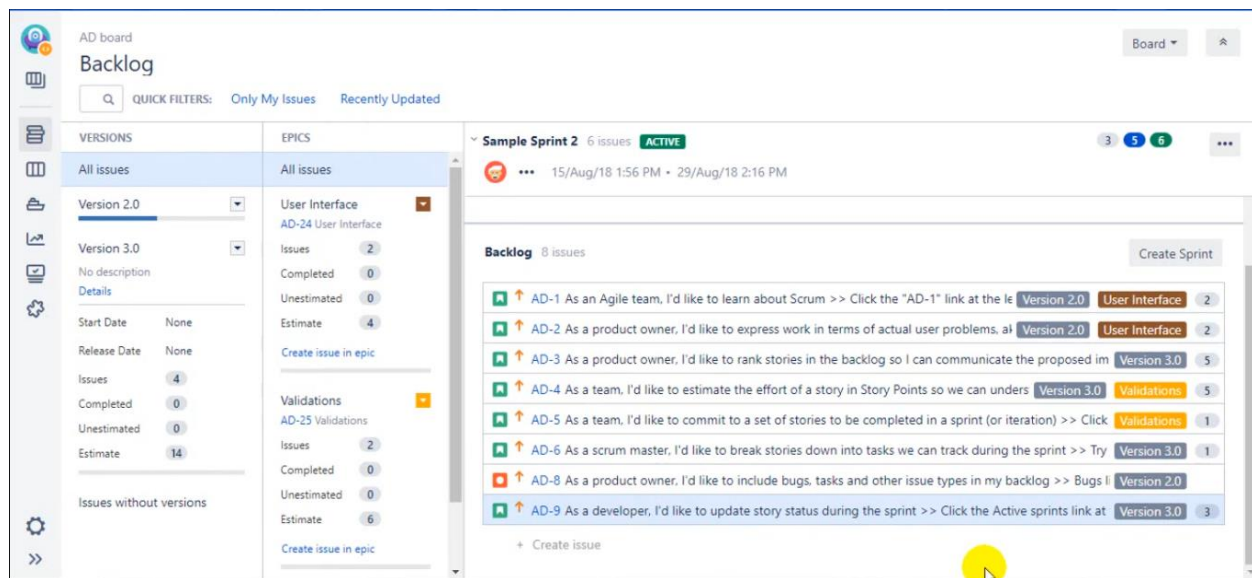 AD board
Backlog
Board
QUICK FILTERS: Only My Issues Recently Updated
VERSIONS
All issues
Version 2.0
Version 3.0
No description
Details
Start Date None
Release Date None
Issues 4
Completed 0
Unestimated 0
Estimate 14
Issues without versions
EPICS
All issues
User Interface
AD-24 User Interface
Issues 2
Completed 0
Unestimated 0
Estimate 4
Create issue in epic
Validations
AD-25 Validations
Issues 2
Completed 0
Unestimated 0
Estimate 6
Create issue in epic
Sample Sprint 2 6 issues ACTIVE 3 5 6 •••
••• 15/Aug/18 1:56 PM • 29/Aug/18 2:16 PM
Backlog 8 issues Create Sprint
AD-1 As an Agile team, I'd like to learn about Scrum >> Click the "AD-1" link at the le Version 2.0 User Interface 2
AD-2 As a product owner, I'd like to express work in terms of actual user problems, al Version 2.0 User Interface 2
AD-3 As a product owner, I'd like to rank stories in the backlog so I can communicate the proposed im Version 3.0 5
AD-4 As a team, I'd like to estimate the effort of a story in Story Points so we can unders Version 3.0 Validations 5
AD-5 As a team, I'd like to commit to a set of stories to be completed in a sprint (or iteration) >> Click Validations 1
AD-6 As a scrum master, I'd like to break stories down into tasks we can track during the sprint >> Try Version 3.0 1
AD-8 As a product owner, I'd like to include bugs, tasks and other issue types in my backlog >> Bugs li Version 2.0
AD-9 As a developer, I'd like to update story status during the sprint >> Click the Active sprints link at Version 3.0 3
+ Create issue